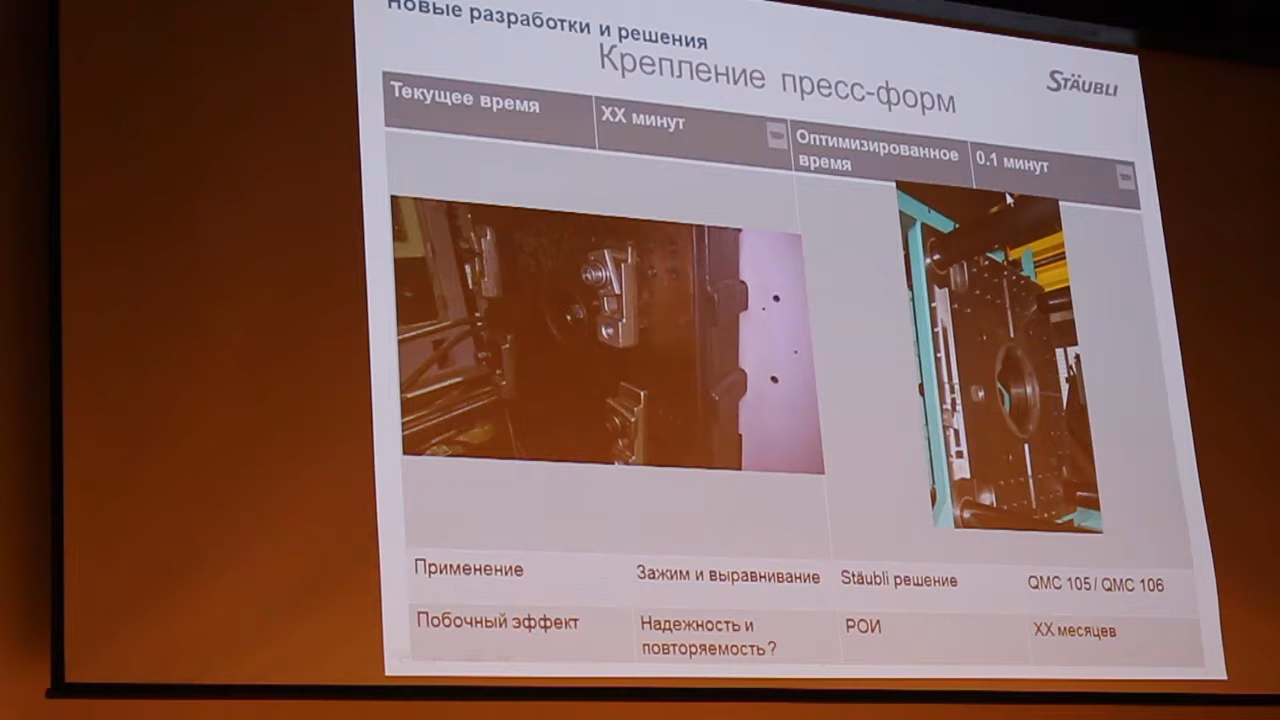 Новые разработки и решения
Крепление пресс-форм
STÄUBLI
Текущее время
XX минут
Оптимизированное
время
0.1 минут
Применение
Зажим и выравнивание
Stäubli решение
QMC 105 / QMC 106
Побочный эффект
Надежность и
повторяемость?
РОИ
XX месяцев